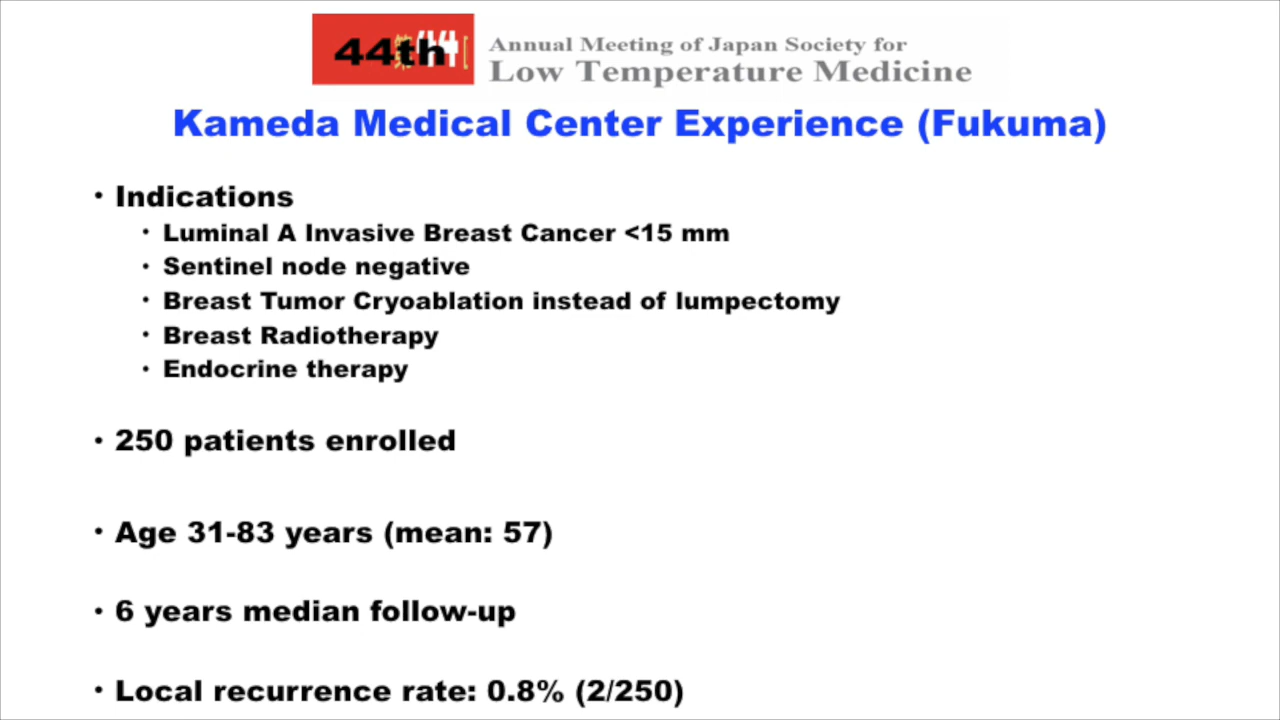 44th
Annual Meeting of Japan Society for
Low Temperature Medicine
Kameda Medical Center Experience (Fukuma)
• Indications
• Luminal A Invasive Breast Cancer <15 mm
• Sentinel node negative
• Breast Tumor Cryoablation instead of lumpectomy
• Breast Radiotherapy
• Endocrine therapy
• 250 patients enrolled
• Age 31-83 years (mean: 57)
• 6 years median follow-up
• Local recurrence rate: 0.8% (2/250)